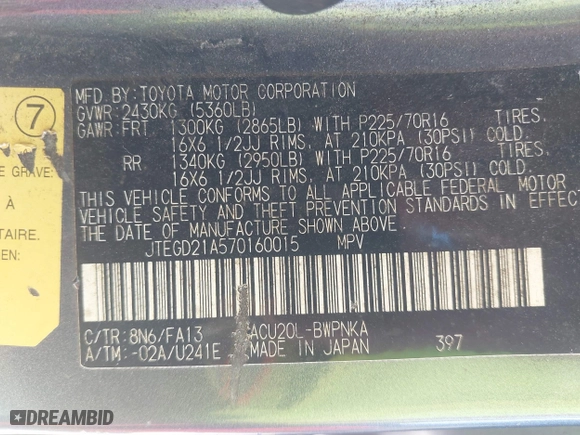 MFD. BY: TOYOTA MOTOR CORPORATION
GVWR: 2430KG (5360LB)
GAWR: FRT. 1300KG (2865LB) WITH P225/70R16 TIRES.
16X6 1/2JJ RIMS, AT 210KPA (30PSI) COLD.
RR 1340KG (2950LB) WITH P225/70R16 TIRES.
16X6 1/2JJ RIMS, AT 210KPA (30PSI) COLD.
THIS VEHICLE CONFORMS TO ALL APPLICABLE FEDERAL MOTOR
VEHICLE SAFETY AND THEFT PREVENTION STANDARDS IN EFFECT
THE DATE OF MANUFACTURE SHOWN ABOVE.
JTEGD21A570160015 MPV
C/TR: 8N6/FA13 ACU20L-BWPNKA
A/TM: -02A/U241E MADE IN JAPAN 397
7
E GRAVE:
À
TAIRE.
EN:
DREAMBID